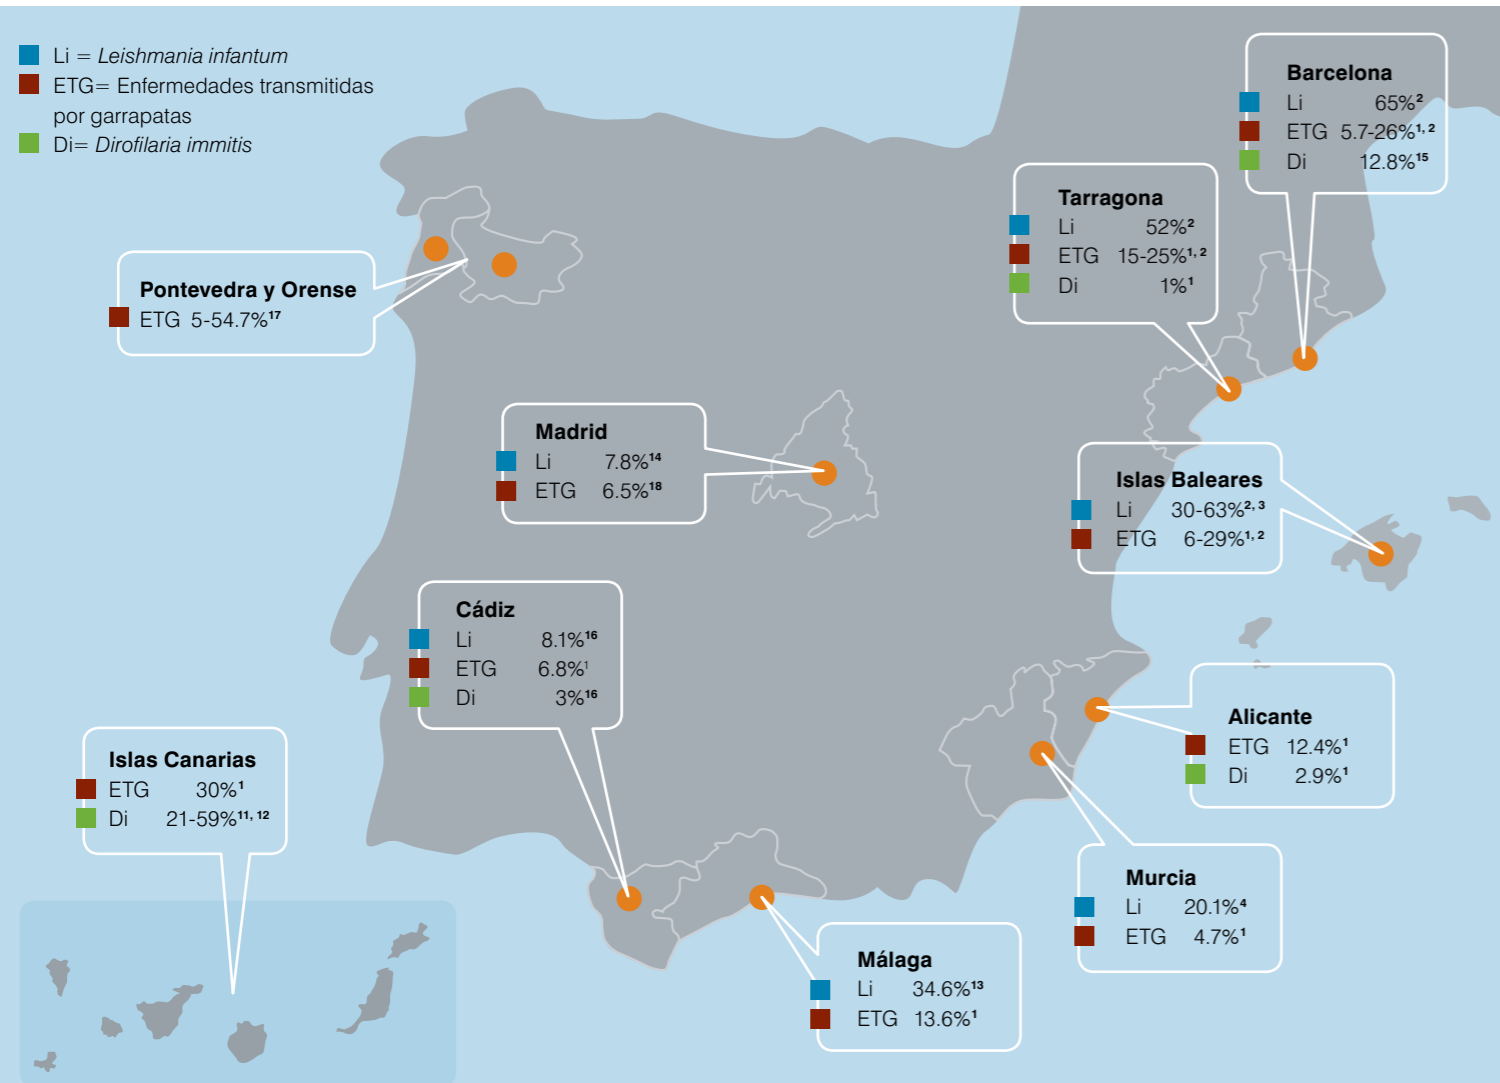 Li = Leishmania infantum
ETG= Enfermedades transmitidas
por garrapatas
Di= Dirofilaria immitis
Barcelona
Li 65%²
ETG 5.7-26%¹,²
Di 12.8%¹⁵
Tarragona
Li 52%²
ETG 15-25%¹,²
Di 1%¹
Pontevedra y Orense
ETG 5-54.7%¹⁷
Madrid
Li 7.8%¹⁴
ETG 6.5%¹⁸
Islas Baleares
Li 30-63%²,³
ETG 6-29%¹,²
Cádiz
Li 8.1%¹⁶
ETG 6.8%¹
Di 3%¹⁶
Alicante
ETG 12.4%¹
Di 2.9%¹
Islas Canarias
ETG 30%¹
Di 21-59%¹¹,¹²
Murcia
Li 20.1%⁴
ETG 4.7%¹
Málaga
Li 34.6%¹³
ETG 13.6%¹